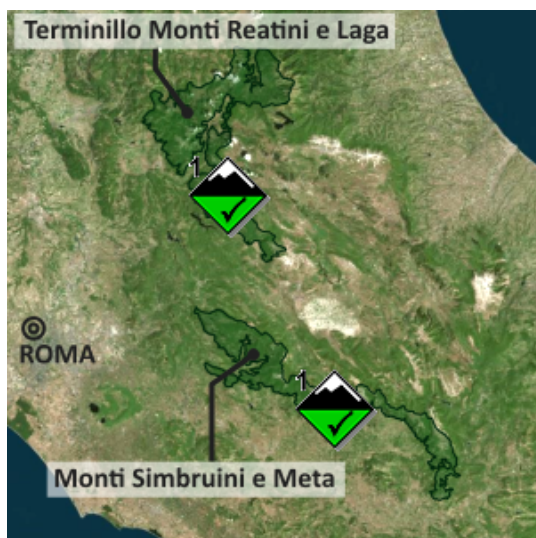 Terminillo Monti Reatini e Laga
1
ROMA
1
Monti Simbruini e Meta